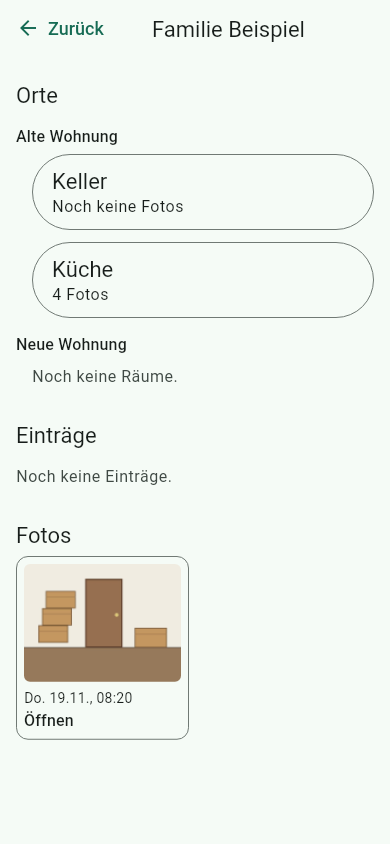 Zurück
Familie Beispiel
Orte
Alte Wohnung
Keller
Noch keine Fotos
Küche
4 Fotos
Neue Wohnung
Noch keine Räume.
Einträge
Noch keine Einträge.
Fotos
Do. 19.11., 08:20
Öffnen